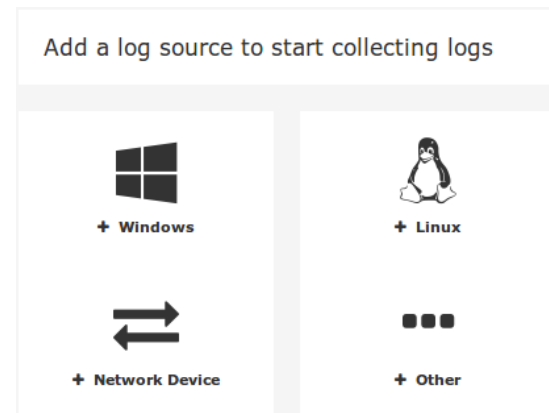 Add a log source to start collecting logs
+ Windows
+ Linux
+ Network Device
+ Other